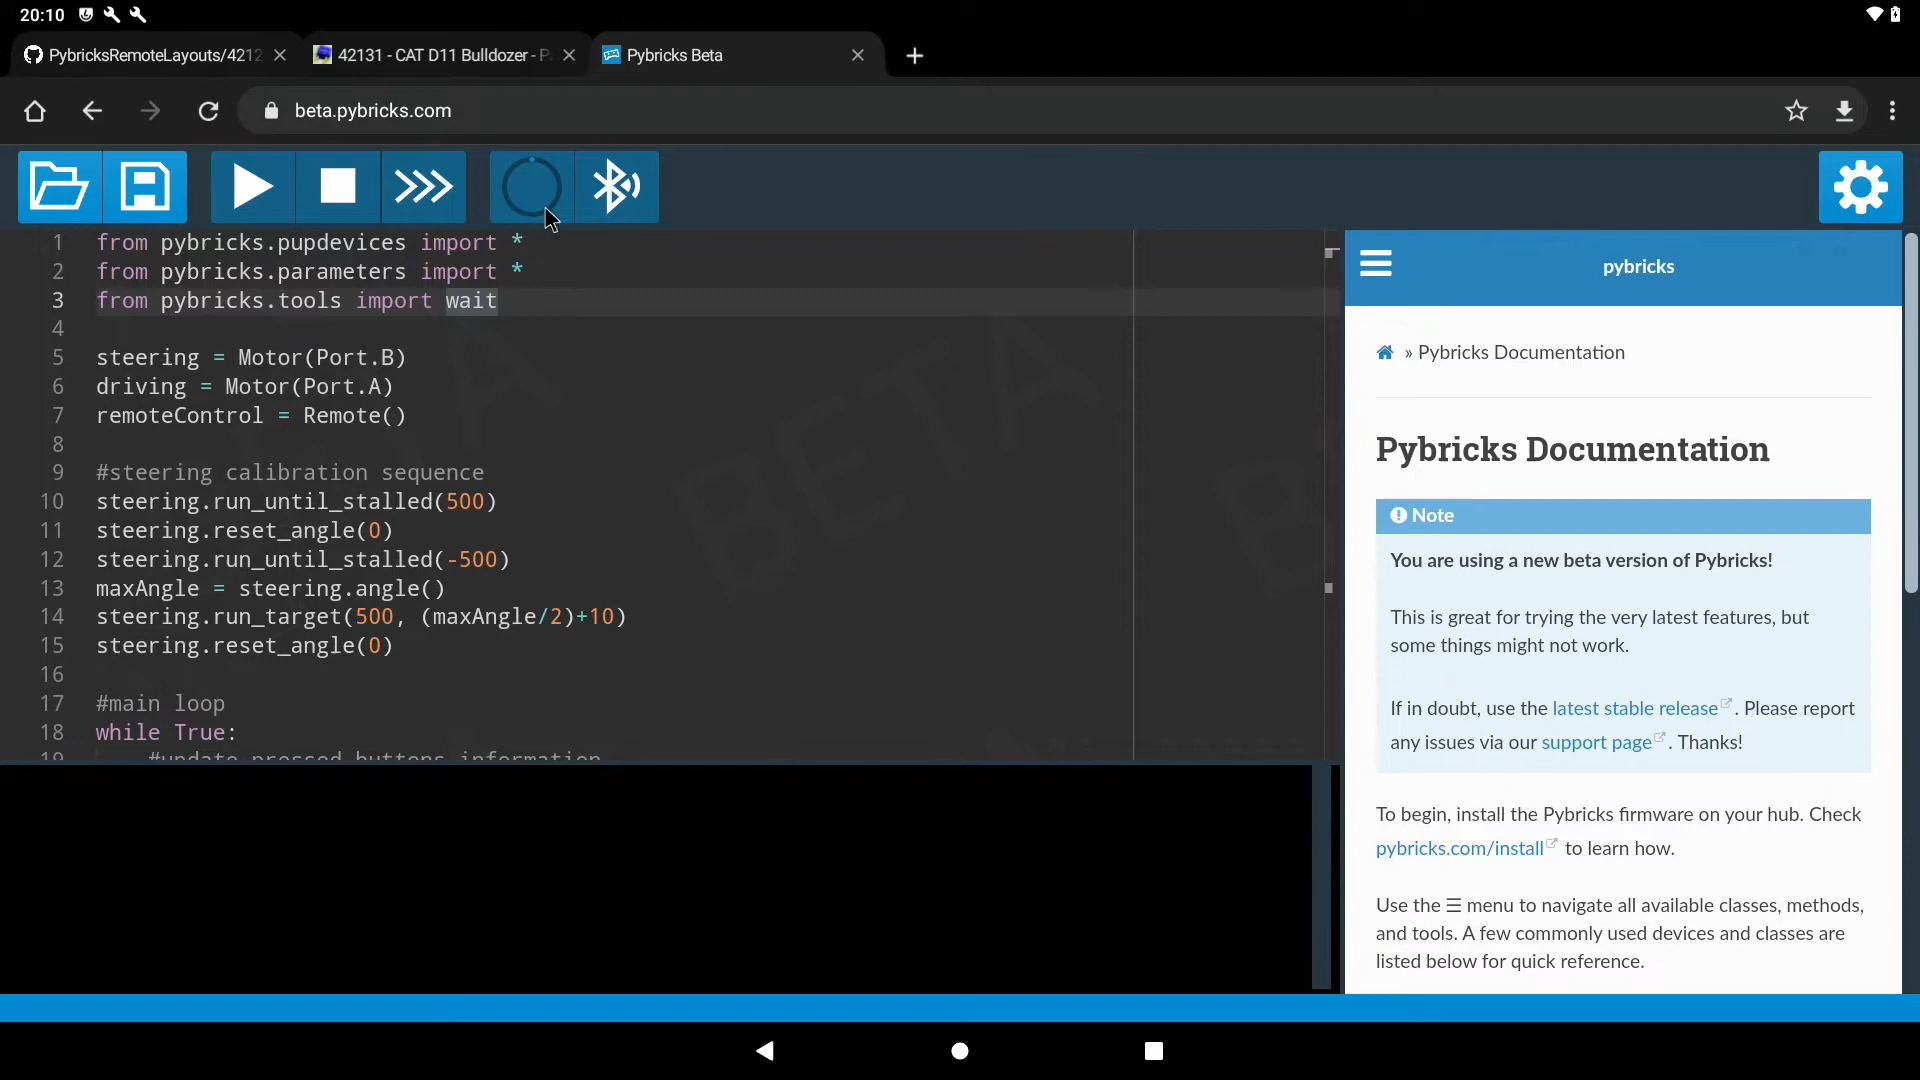 20:10
PybricksRemoteLayouts/4212
42131 - CAT D11 Bulldozer - P
Pybricks Beta
beta.pybricks.com
1 from pybricks.pupdevices import *
2 from pybricks.parameters import *
3 from pybricks.tools import wait
4
5 steering = Motor(Port.B)
6 driving = Motor(Port.A)
7 remoteControl = Remote()
8
9 #steering calibration sequence
10 steering.run_until_stalled(500)
11 steering.reset_angle(0)
12 steering.run_until_stalled(-500)
13 maxAngle = steering.angle()
14 steering.run_target(500, (maxAngle/2)+10)
15 steering.reset_angle(0)
16
17 #main loop
18 while True:
19 #update pressed buttons information
BETA
pybricks
» Pybricks Documentation
Pybricks Documentation
Note
You are using a new beta version of Pybricks!
This is great for trying the very latest features, but
some things might not work.
If in doubt, use the latest stable release. Please report
any issues via our support page. Thanks!
To begin, install the Pybricks firmware on your hub. Check
pybricks.com/install to learn how.
Use the ☰ menu to navigate all available classes, methods,
and tools. A few commonly used devices and classes are
listed below for quick reference.